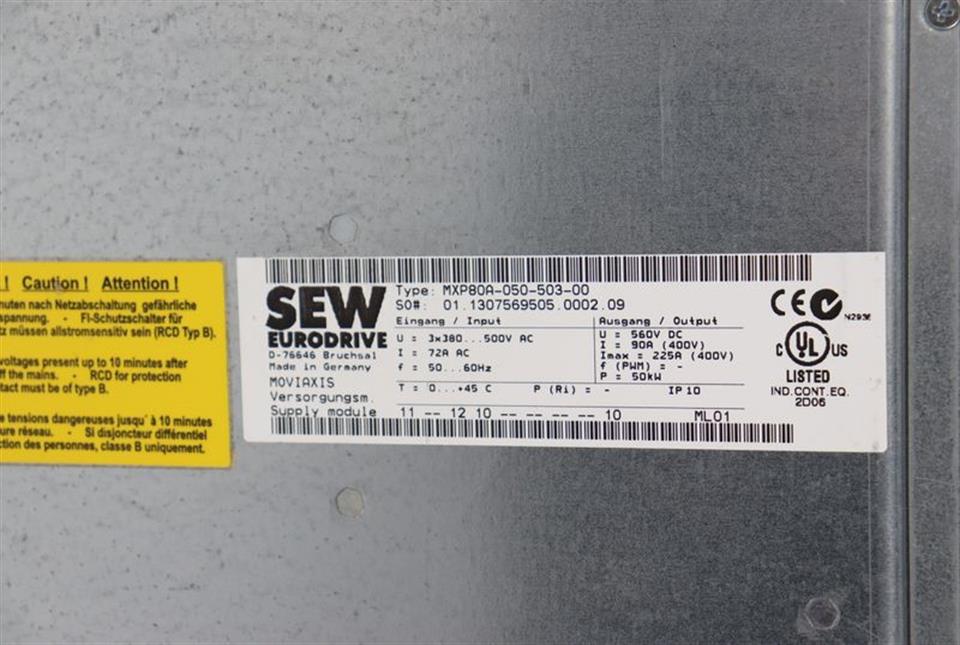 ! Caution ! Attention !
nuten nach Netzabschaltung gefährliche
spannung. - FI-Schutzschalter für
tz müssen allstromsensitiv sein (RCD Typ B).
voltages present up to 10 minutes after
ff the mains. - RCD for protection
tact must be of type B.
e tensions dangereuses jusqu´à 10 minutes
ure réseau. - Si disjoncteur différentiel
ction des personnes, classe B uniquement.
SEW
EURODRIVE
D-76646 Bruchsal
Made in Germany
MOVIAXIS
Versorgungsm.
Supply module
Type: MXP80A-050-503-00
SO#: 01.1307569505.0002.09
Eingang / Input
U = 3x380...500V AC
I = 72A AC
f = 50...60Hz
Ausgang / Output
U = 560V DC
I = 90A (400V)
Imax = 225A (400V)
f (PWM) = -
P = 50kW
T = 0...+45 C P (Ri) = - IP10
11 -- 12 10 -- -- -- -- -- 10 ML01
CE N2936
C UL US
LISTED
IND.CONT.EQ.
2D06